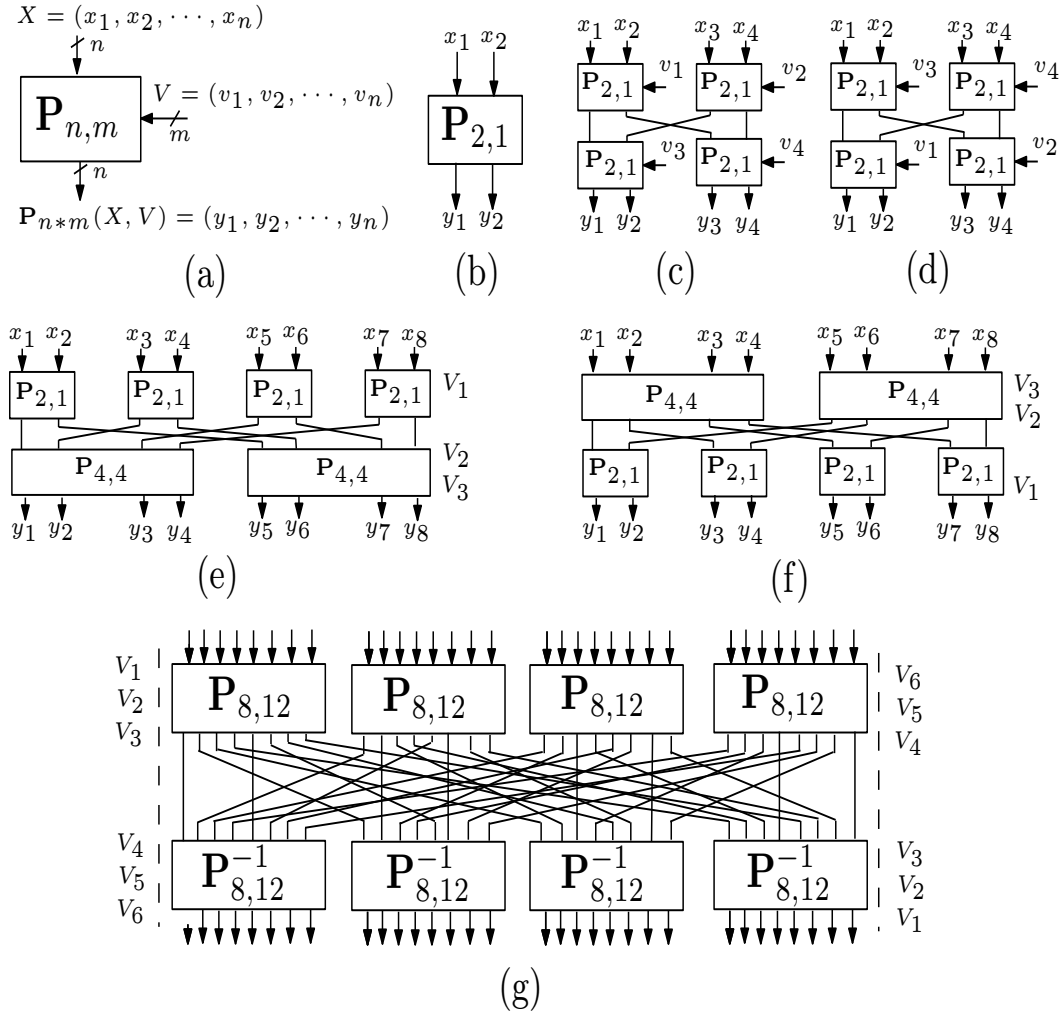 X = (x_1, x_2, · · · , x_n)
n
P_{n,m}
V = (v_1, v_2, · · · , v_n)
m
n
P_{n∗m}(X, V) = (y_1, y_2, · · · , y_n)
(a)
x_1 x_2
P_{2,1}
y_1 y_2
(b)
x_1 x_2 x_3 x_4
P_{2,1} v_1 P_{2,1} v_2
P_{2,1} v_3 P_{2,1} v_4
y_1 y_2 y_3 y_4
(c)
x_1 x_2 x_3 x_4
P_{2,1} v_3 P_{2,1} v_4
P_{2,1} v_1 P_{2,1} v_2
y_1 y_2 y_3 y_4
(d)
x_1 x_2 x_3 x_4 x_5 x_6 x_7 x_8
P_{2,1} P_{2,1} P_{2,1} P_{2,1} V_1
P_{4,4} P_{4,4} V_2
V_3
y_1 y_2 y_3 y_4 y_5 y_6 y_7 y_8
(e)
x_1 x_2 x_3 x_4 x_5 x_6 x_7 x_8
P_{4,4} P_{4,4} V_3
V_2
P_{2,1} P_{2,1} P_{2,1} P_{2,1} V_1
y_1 y_2 y_3 y_4 y_5 y_6 y_7 y_8
(f)
V_1 V_6
V_2 P_{8,12} P_{8,12} P_{8,12} P_{8,12} V_5
V_3 V_4
V_4 V_3
V_5 P_{8,12}^{-1} P_{8,12}^{-1} P_{8,12}^{-1} P_{8,12}^{-1} V_2
V_6 V_1
(g)